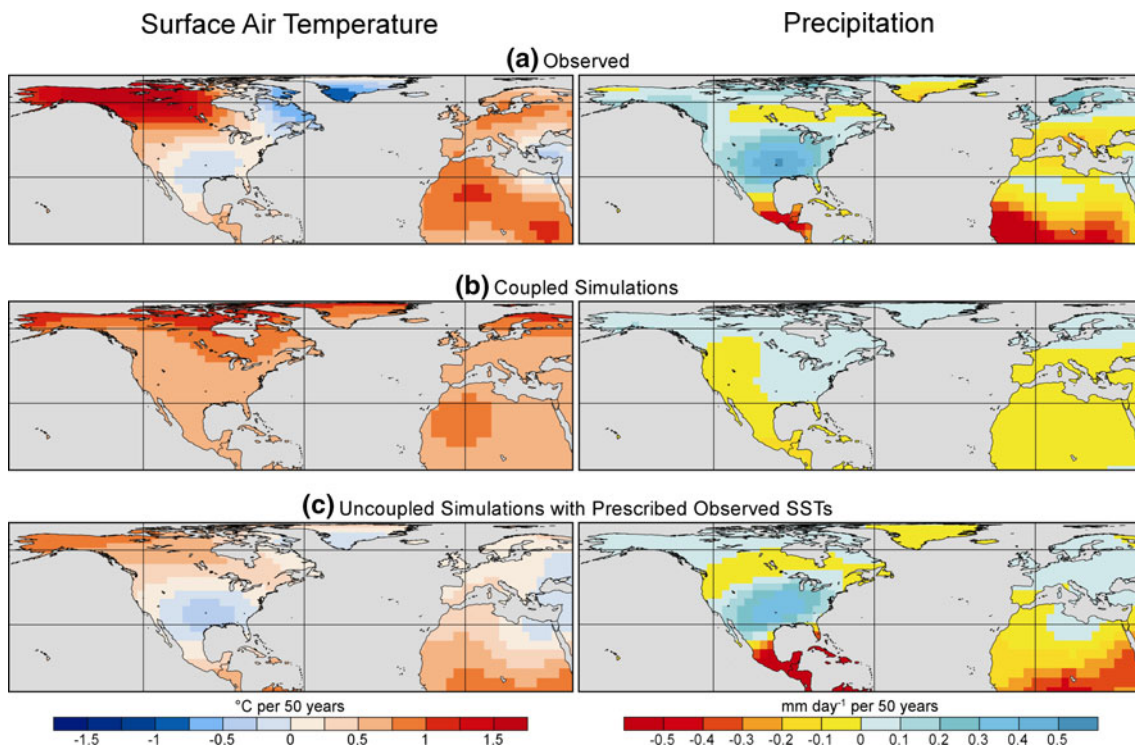 Surface Air Temperature
Precipitation
(a) Observed
(b) Coupled Simulations
(c) Uncoupled Simulations with Prescribed Observed SSTs
°C per 50 years
-1.5 -1 -0.5 0 0.5 1 1.5
mm day-1 per 50 years
-0.5 -0.4 -0.3 -0.2 -0.1 0 0.1 0.2 0.3 0.4 0.5